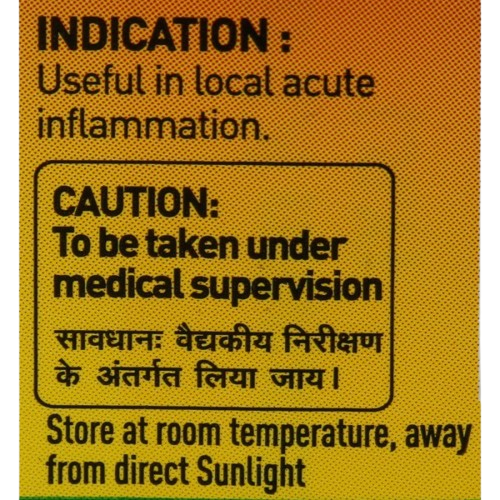 INDICATION :
Useful in local acute
inflammation.
CAUTION:
To be taken under
medical supervision
सावधानः वैद्यकीय निरीक्षण
के अंतर्गत लिया जाय।
Store at room temperature, away
from direct Sunlight